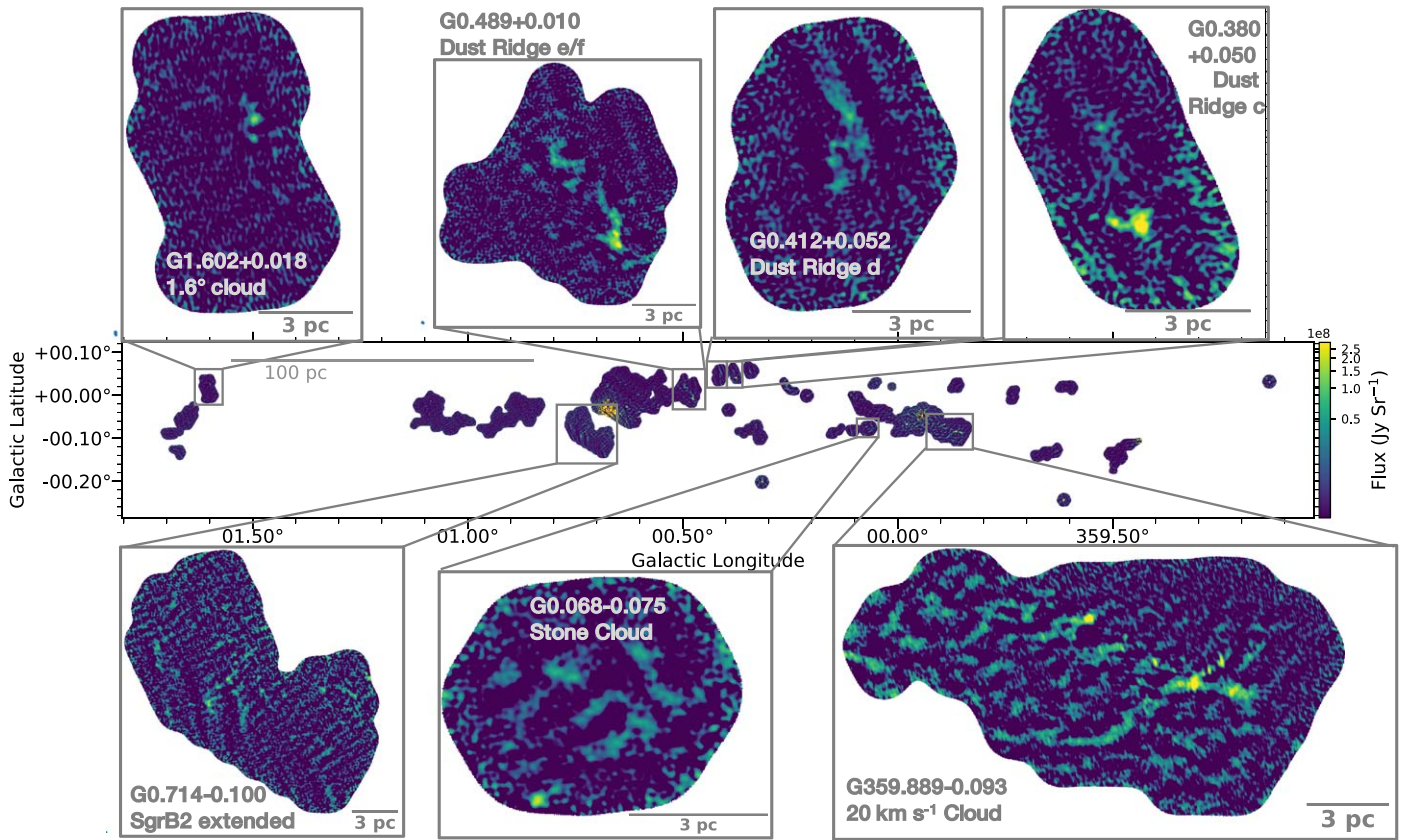 G0.489+0.010
Dust Ridge e/f
G0.380
+0.050
Dust
Ridge c
G1.602+0.018
1.6° cloud
3 pc
3 pc
G0.412+0.052
Dust Ridge d
3 pc
3 pc
+00.10°
+00.00°
-00.10°
-00.20°
Galactic Latitude
100 pc
1e8
2.5
2.0
1.5
1.0
0.5
Flux (Jy Sr⁻¹)
01.50°
01.00°
00.50°
00.00°
359.50°
Galactic Longitude
G0.714-0.100
SgrB2 extended
3 pc
G0.068-0.075
Stone Cloud
3 pc
G359.889-0.093
20 km s⁻¹ Cloud
3 pc